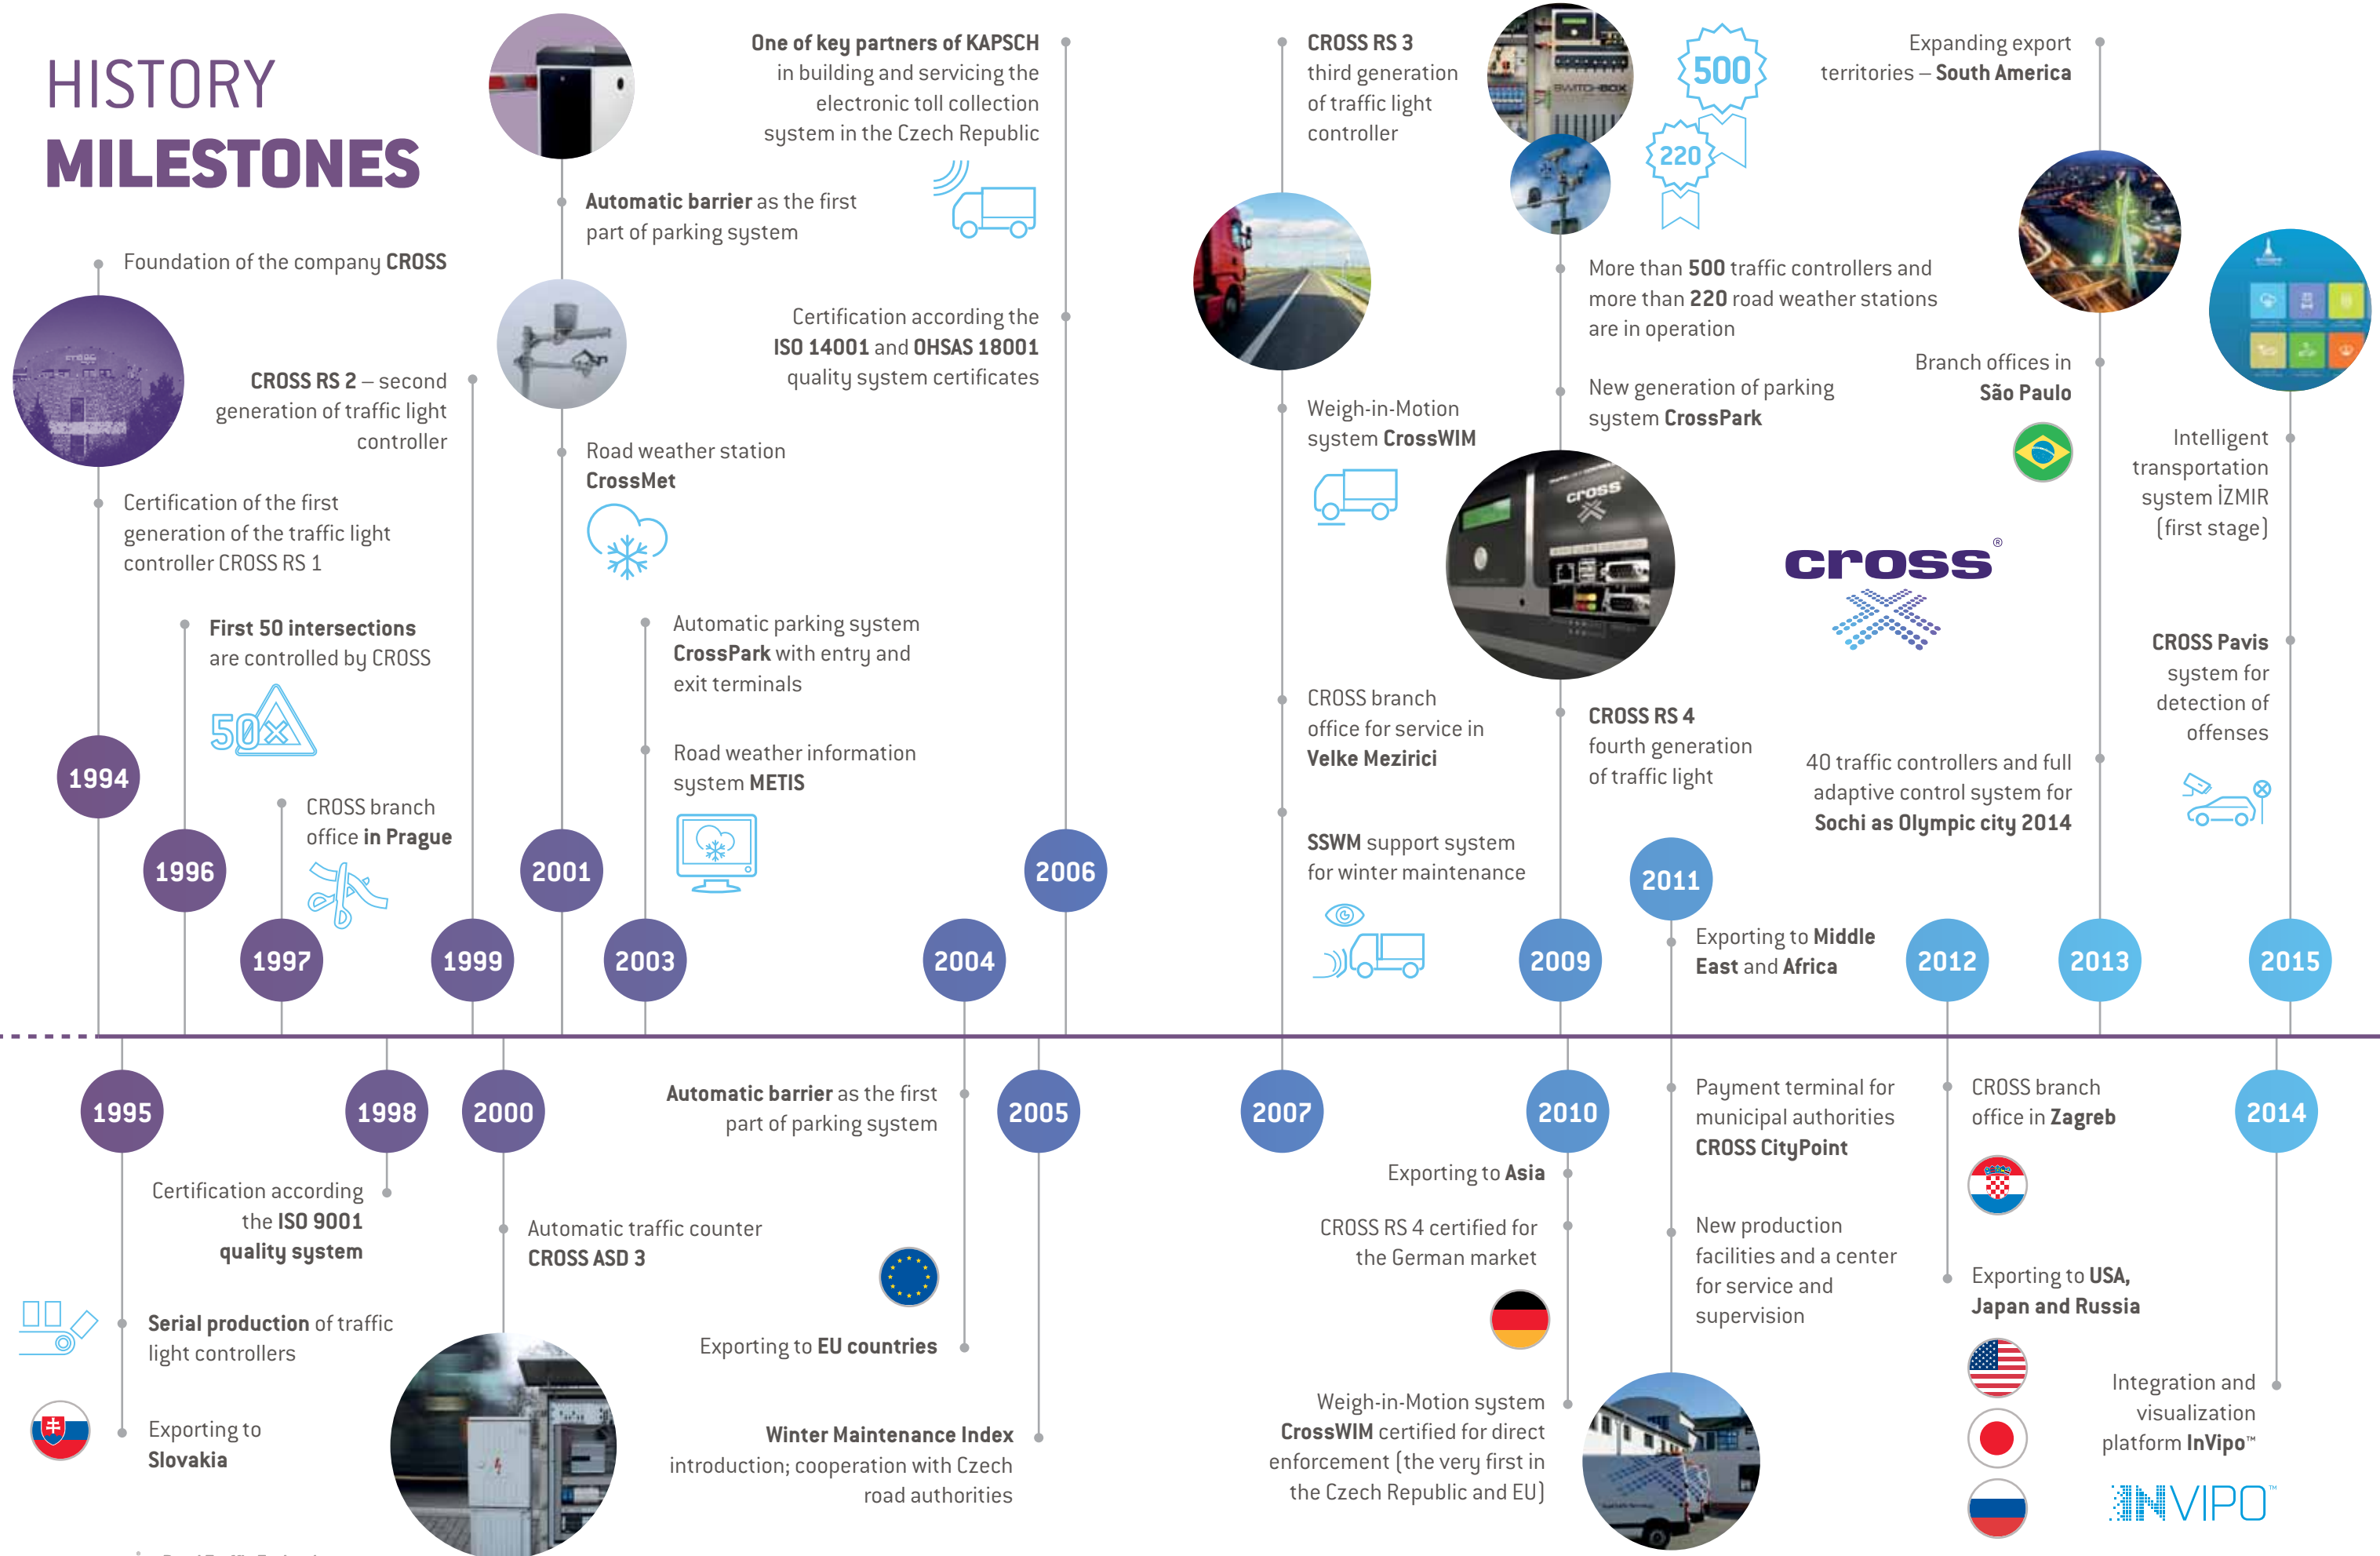 HISTORY
MILESTONES
Foundation of the company CROSS
Certification of the first
generation of the traffic light
controller CROSS RS 1
1994
First 50 intersections
are controlled by CROSS
50x
1996
CROSS branch
office in Prague
1997
CROSS RS 2 – second
generation of traffic light
controller
1999
Automatic barrier as the first
part of parking system
Road weather station
CrossMet
2001
Automatic parking system
CrossPark with entry and
exit terminals
Road weather information
system METIS
2003
2004
One of key partners of KAPSCH
in building and servicing the
electronic toll collection
system in the Czech Republic
Certification according the
ISO 14001 and OHSAS 18001
quality system certificates
2006
CROSS RS 3
third generation
of traffic light
controller
Weigh-in-Motion
system CrossWIM
CROSS branch
office for service in
Velke Mezirici
SSWM support system
for winter maintenance
SWITCHBOX
500
220
More than 500 traffic controllers and
more than 220 road weather stations
are in operation
New generation of parking
system CrossPark
cross
CROSS RS 4
fourth generation
of traffic light
2009
2011
Exporting to Middle
East and Africa
2012
Expanding export
territories – South America
Branch offices in
São Paulo
cross®
40 traffic controllers and full
adaptive control system for
Sochi as Olympic city 2014
2013
Intelligent
transportation
system İZMIR
(first stage)
CROSS Pavis
system for
detection of
offenses
2015
1995
Serial production of traffic
light controllers
Exporting to
Slovakia
1998
Certification according
the ISO 9001
quality system
2000
Automatic traffic counter
CROSS ASD 3
Automatic barrier as the first
part of parking system
Exporting to EU countries
2005
Winter Maintenance Index
introduction; cooperation with Czech
road authorities
2007
2010
Exporting to Asia
CROSS RS 4 certified for
the German market
Weigh-in-Motion system
CrossWIM certified for direct
enforcement (the very first in
the Czech Republic and EU)
Payment terminal for
municipal authorities
CROSS CityPoint
New production
facilities and a center
for service and
supervision
CROSS branch
office in Zagreb
Exporting to USA,
Japan and Russia
2014
Integration and
visualization
platform InVipo™
INVIPO™